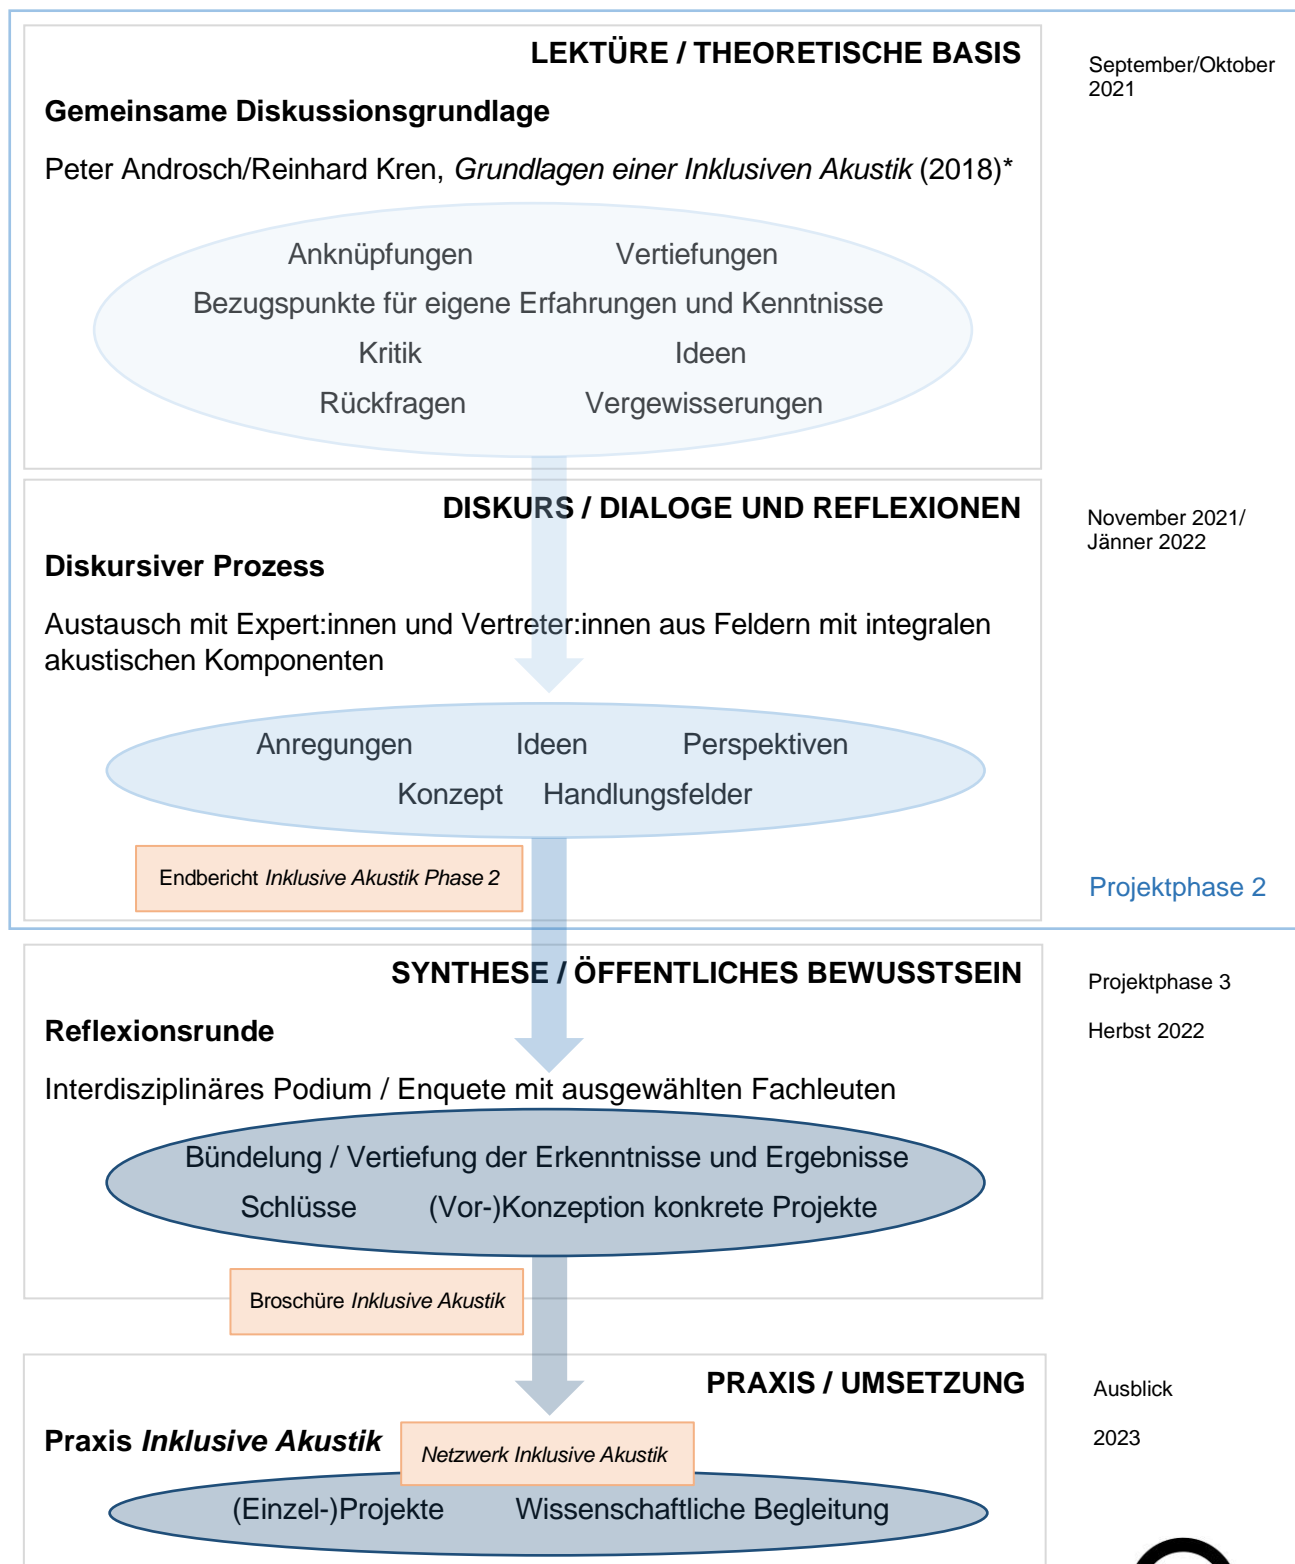 LEKTÜRE / THEORETISCHE BASIS
September/Oktober
2021
Gemeinsame Diskussionsgrundlage
Peter Androsch/Reinhard Kren, Grundlagen einer Inklusiven Akustik (2018)*
Anknüpfungen Vertiefungen
Bezugspunkte für eigene Erfahrungen und Kenntnisse
Kritik Ideen
Rückfragen Vergewisserungen
DISKURS / DIALOGE UND REFLEXIONEN
November 2021/
Jänner 2022
Diskursiver Prozess
Austausch mit Expert:innen und Vertreter:innen aus Feldern mit integralen
akustischen Komponenten
Anregungen Ideen Perspektiven
Konzept Handlungsfelder
Endbericht Inklusive Akustik Phase 2
Projektphase 2
SYNTHESE / ÖFFENTLICHES BEWUSSTSEIN
Projektphase 3
Herbst 2022
Reflexionsrunde
Interdisziplinäres Podium / Enquete mit ausgewählten Fachleuten
Bündelung / Vertiefung der Erkenntnisse und Ergebnisse
Schlüsse (Vor-)Konzeption konkrete Projekte
Broschüre Inklusive Akustik
PRAXIS / UMSETZUNG
Ausblick
2023
Praxis Inklusive Akustik
Netzwerk Inklusive Akustik
(Einzel-)Projekte Wissenschaftliche Begleitung